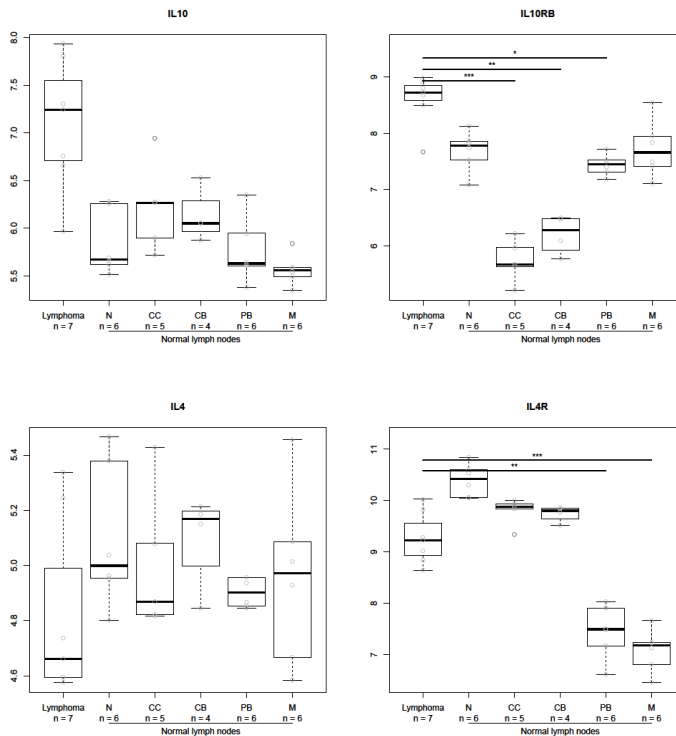 IL10
8.0
7.5
7.0
6.5
6.0
5.5
Lymphoma N CC CB PB M
n = 7 n = 6 n = 5 n = 4 n = 6 n = 6
Normal lymph nodes
IL10RB
*
**
***
9
8
7
6
Lymphoma N CC CB PB M
n = 7 n = 6 n = 5 n = 4 n = 6 n = 6
Normal lymph nodes
IL4
5.4
5.2
5.0
4.8
4.6
Lymphoma N CC CB PB M
n = 7 n = 6 n = 5 n = 4 n = 6 n = 6
Normal lymph nodes
IL4R
***
**
11
10
9
8
7
Lymphoma N CC CB PB M
n = 7 n = 6 n = 5 n = 4 n = 6 n = 6
Normal lymph nodes